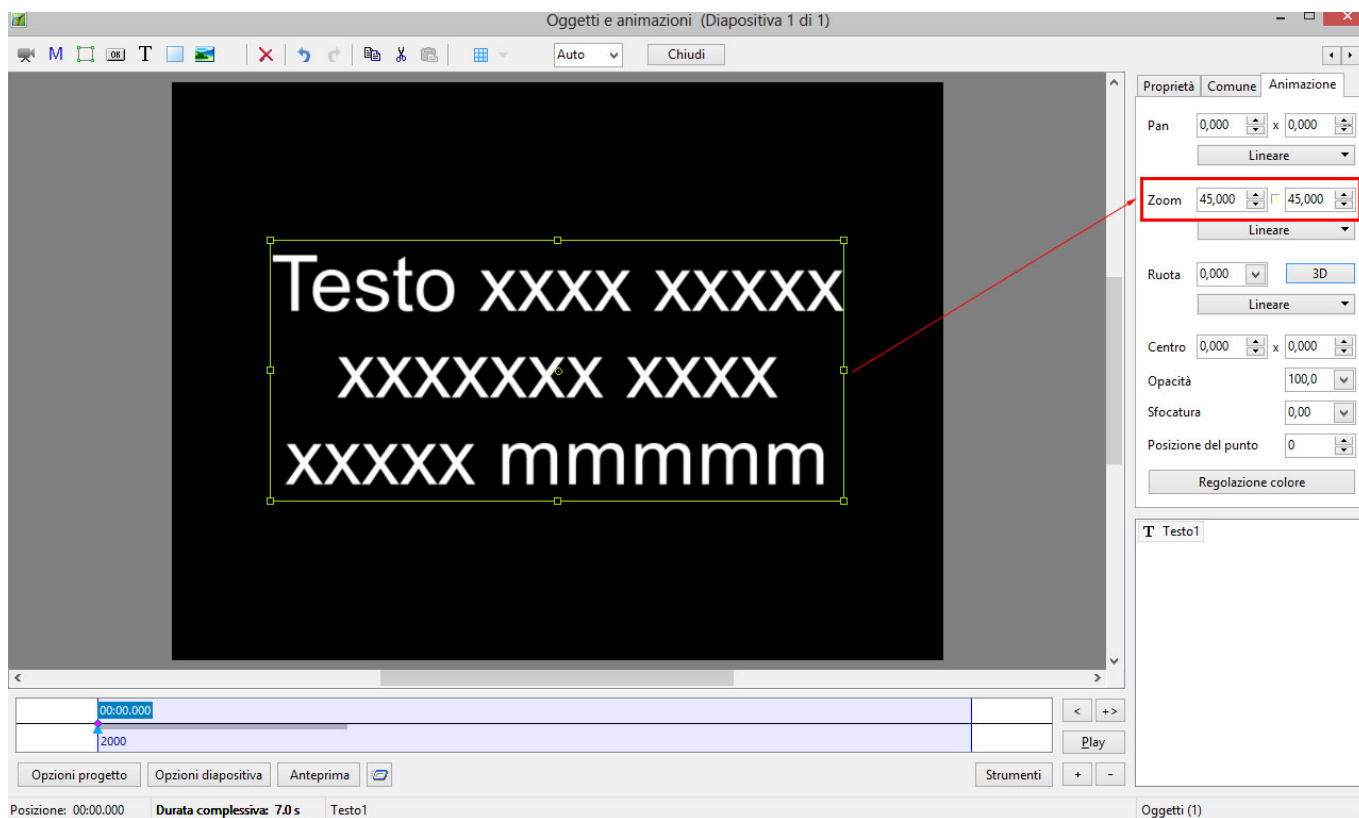 Oggetti e animazioni (Diapositiva 1 di 1)
M OK T Auto Chiudi
Proprietà Comune Animazione
Pan 0,000 x 0,000
Lineare
Zoom 45,000 45,000
Lineare
Ruota 0,000 3D
Lineare
Centro 0,000 x 0,000
Opacità 100,0
Sfocatura 0,00
Posizione del punto 0
Regolazione colore
T Testo1
Testo xxxx xxxxx
xxxxxxx xxxx
xxxxx mmmmm
00:00.000
2000
< +>
Play
Opzioni progetto Opzioni diapositiva Anteprima Strumenti + -
Posizione: 00:00.000 Durata complessiva: 7.0 s Testo1 Oggetti (1)